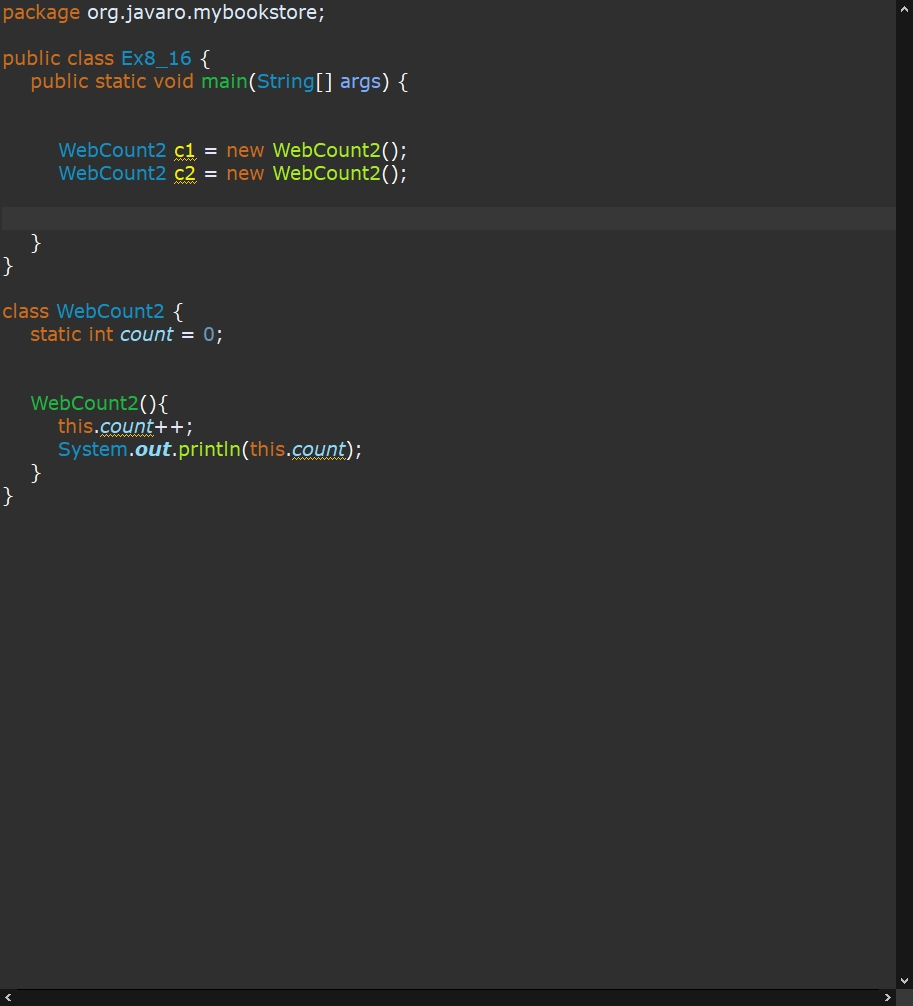 package org.javaro.mybookstore;
public class Ex8_16 {
public static void main(String[] args) {
WebCount2 c1 = new WebCount2();
WebCount2 c2 = new WebCount2();
}
}
class WebCount2 {
static int count = 0;
WebCount2(){
this.count++;
System.out.println(this.count);
}
}